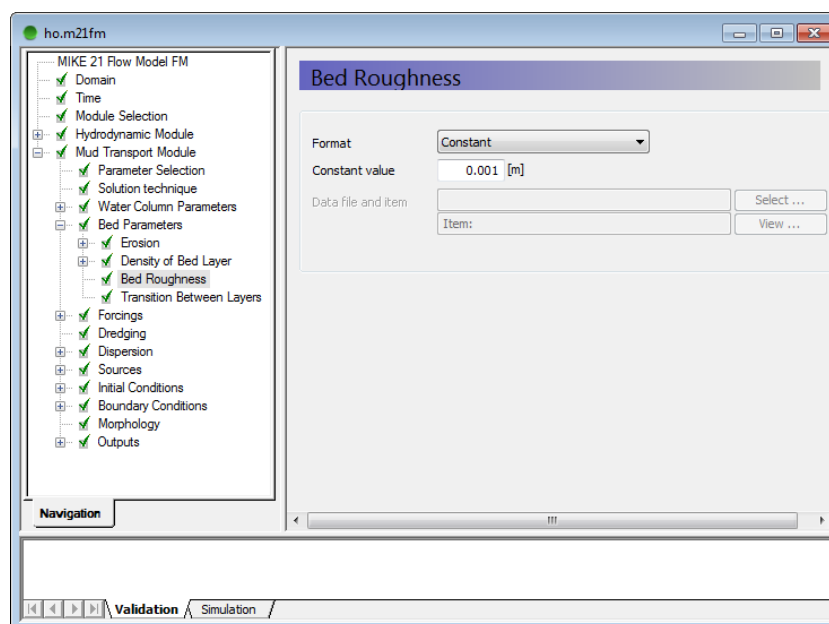 ho.m21fm
MIKE 21 Flow Model FM
Domain
Time
Module Selection
Hydrodynamic Module
Mud Transport Module
Parameter Selection
Solution technique
Water Column Parameters
Bed Parameters
Erosion
Density of Bed Layer
Bed Roughness
Transition Between Layers
Forcings
Dredging
Dispersion
Sources
Initial Conditions
Boundary Conditions
Morphology
Outputs
Navigation
Bed Roughness
Format Constant
Constant value 0.001 [m]
Data file and item Select ...
Item: View ...
Validation Simulation